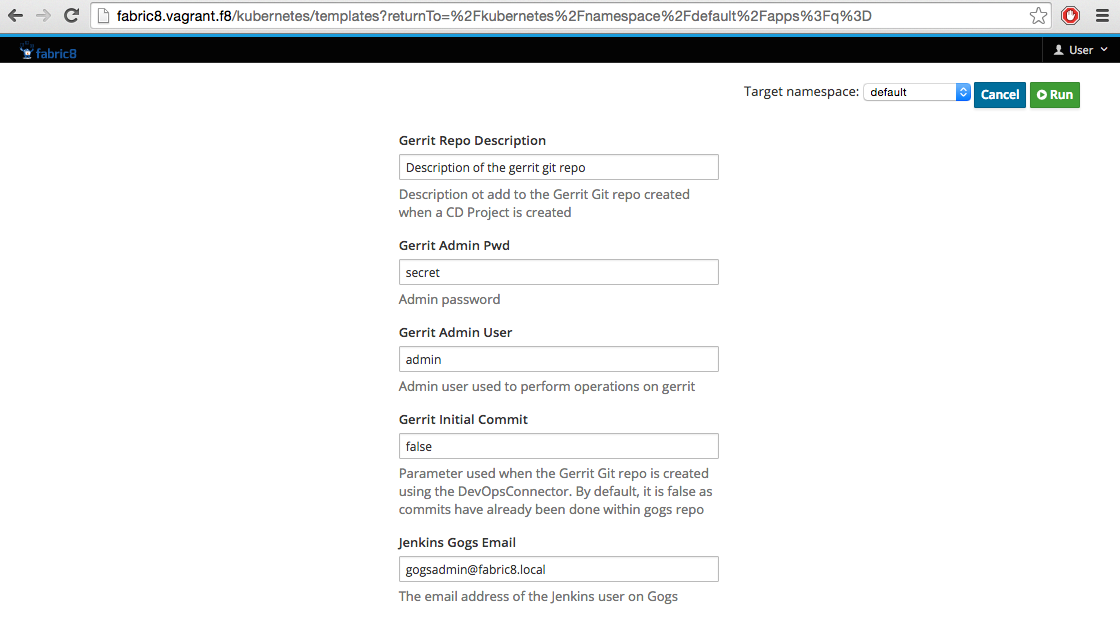 fabric8.vagrant.f8/kubernetes/templates?returnTo=%2Fkubernetes%2Fnamespace%2Fdefault%2Fapps%3Fq%3D
fabric8
User
Target namespace: default Cancel Run
Gerrit Repo Description
Description of the gerrit git repo
Description ot add to the Gerrit Git repo created
when a CD Project is created
Gerrit Admin Pwd
secret
Admin password
Gerrit Admin User
admin
Admin user used to perform operations on gerrit
Gerrit Initial Commit
false
Parameter used when the Gerrit Git repo is created
using the DevOpsConnector. By default, it is false as
commits have already been done within gogs repo
Jenkins Gogs Email
gogsadmin@fabric8.local
The email address of the Jenkins user on Gogs